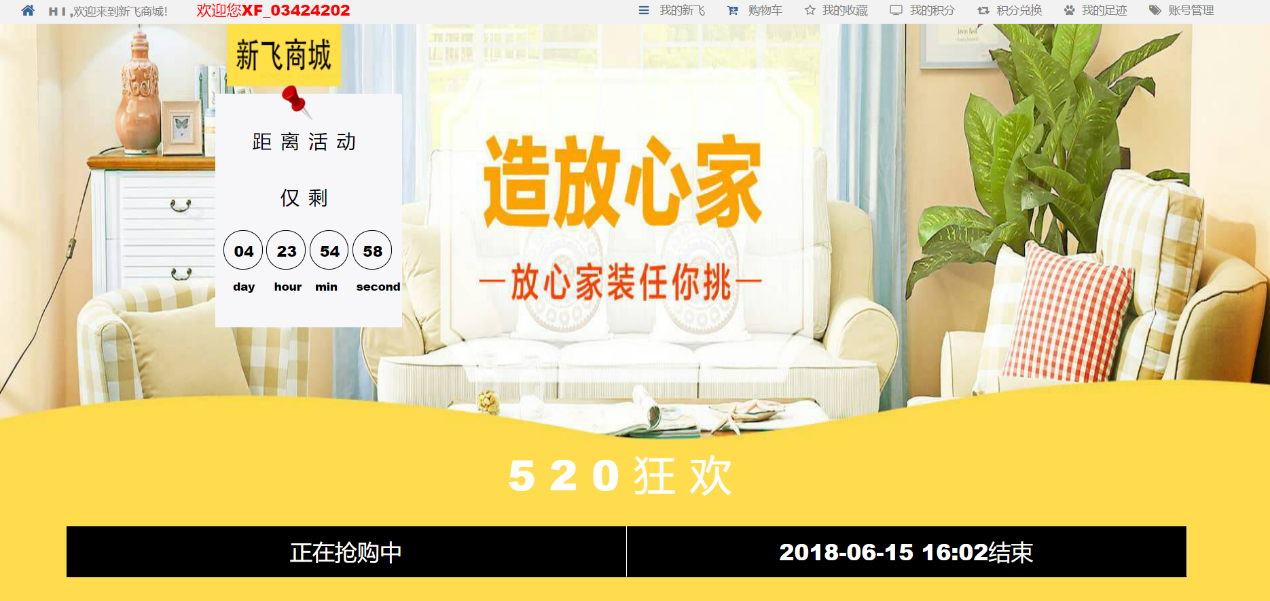 H I ,欢迎来到新飞商城! 欢迎您XF_03424202 我的新飞 购物车 我的收藏 我的积分 积分兑换 我的足迹 账号管理
新飞商城
距离活动
仅剩
04 23 54 58
day hour min second
造放心家
—放心家装任你挑—
520狂欢
正在抢购中 2018-06-15 16:02结束